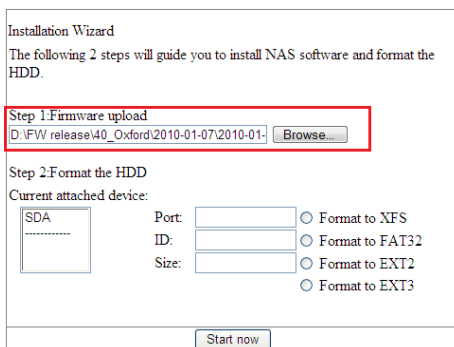 Installation Wizard
The following 2 steps will guide you to install NAS software and format the
HDD.
Step 1:Firmware upload
D:\FW release\40_Oxford\2010-01-07\2010-01- Browse...
Step 2:Format the HDD
Current attached device:
SDA Port: Format to XFS
------------
ID: Format to FAT32
Size: Format to EXT2
Format to EXT3
Start now